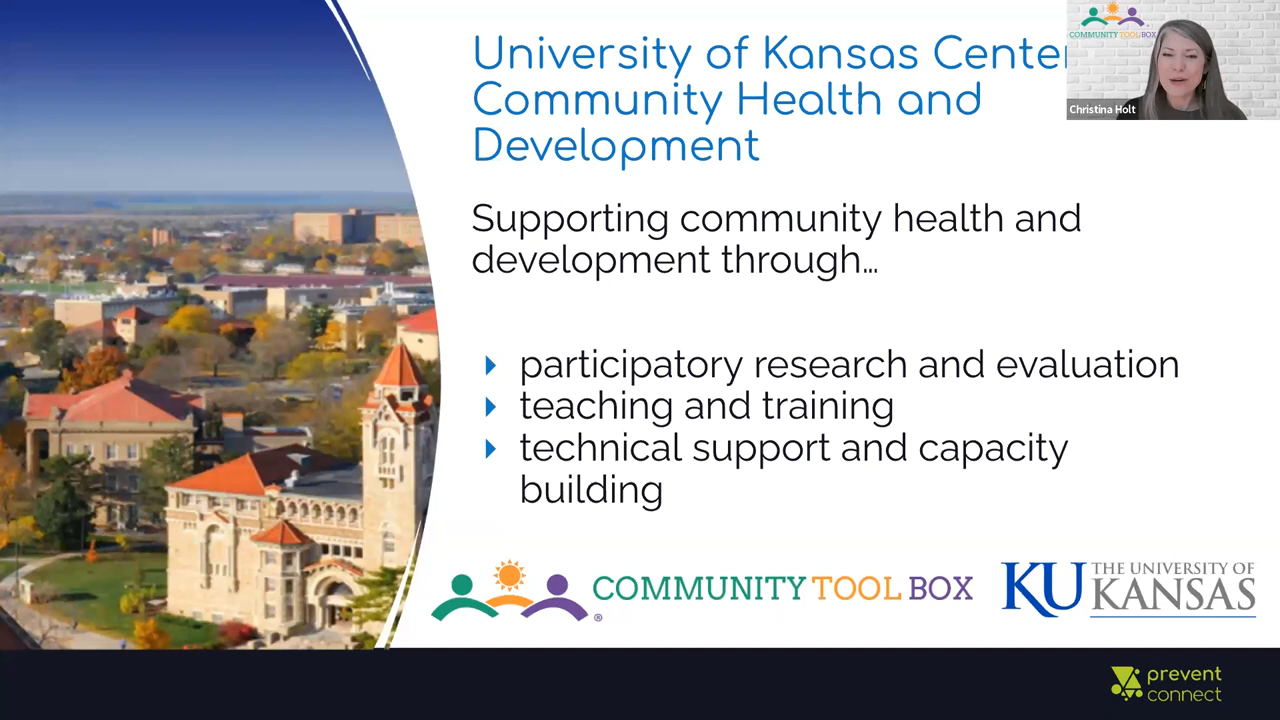 University of Kansas Center
Community Health and
Development
COMMUNITY TOOL BOX
Christina Holt
Supporting community health and
development through…
participatory research and evaluation
teaching and training
technical support and capacity
building
COMMUNITY TOOL BOX
®
KU THE UNIVERSITY OF
KANSAS
prevent
connect